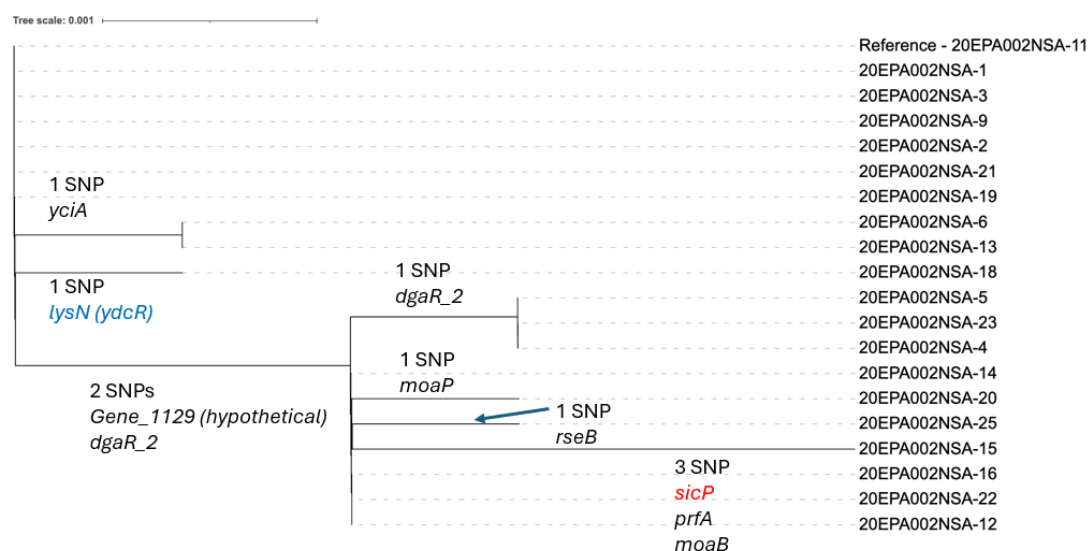 Tree scale: 0.001
Reference - 20EPA002NSA-11
20EPA002NSA-1
20EPA002NSA-3
20EPA002NSA-9
20EPA002NSA-2
20EPA002NSA-21
1 SNP
20EPA002NSA-19
yciA
20EPA002NSA-6
20EPA002NSA-13
1 SNP
20EPA002NSA-18
1 SNP
dgaR_2
20EPA002NSA-5
lysN (ydcR)
20EPA002NSA-23
20EPA002NSA-4
1 SNP
20EPA002NSA-14
moaP
2 SNPs
20EPA002NSA-20
Gene_1129 (hypothetical)
1 SNP
20EPA002NSA-25
dgaR_2
rseB
20EPA002NSA-15
3 SNP
20EPA002NSA-16
sicP
20EPA002NSA-22
prfA
20EPA002NSA-12
moaB